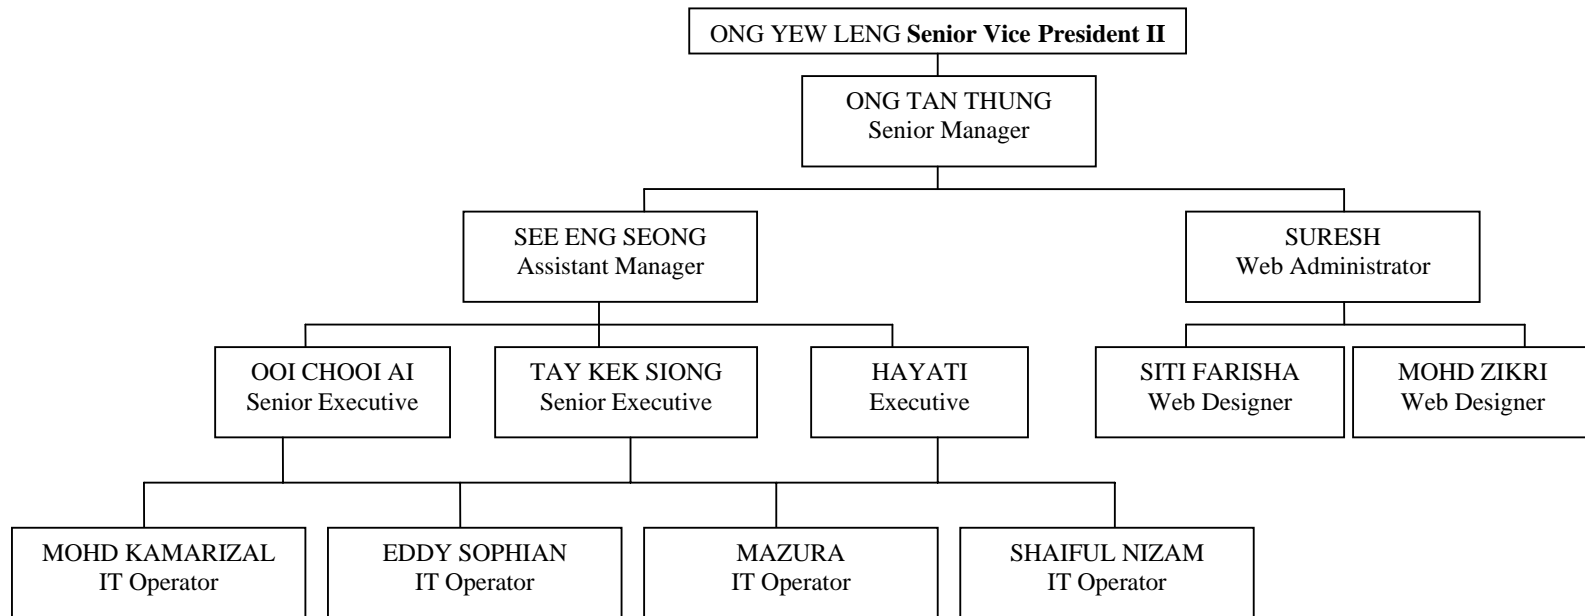 ONG YEW LENG Senior Vice President II
ONG TAN THUNG
Senior Manager
SEE ENG SEONG
Assistant Manager
SURESH
Web Administrator
OOI CHOOI AI
Senior Executive
TAY KEK SIONG
Senior Executive
HAYATI
Executive
SITI FARISHA
Web Designer
MOHD ZIKRI
Web Designer
MOHD KAMARIZAL
IT Operator
EDDY SOPHIAN
IT Operator
MAZURA
IT Operator
SHAIFUL NIZAM
IT Operator